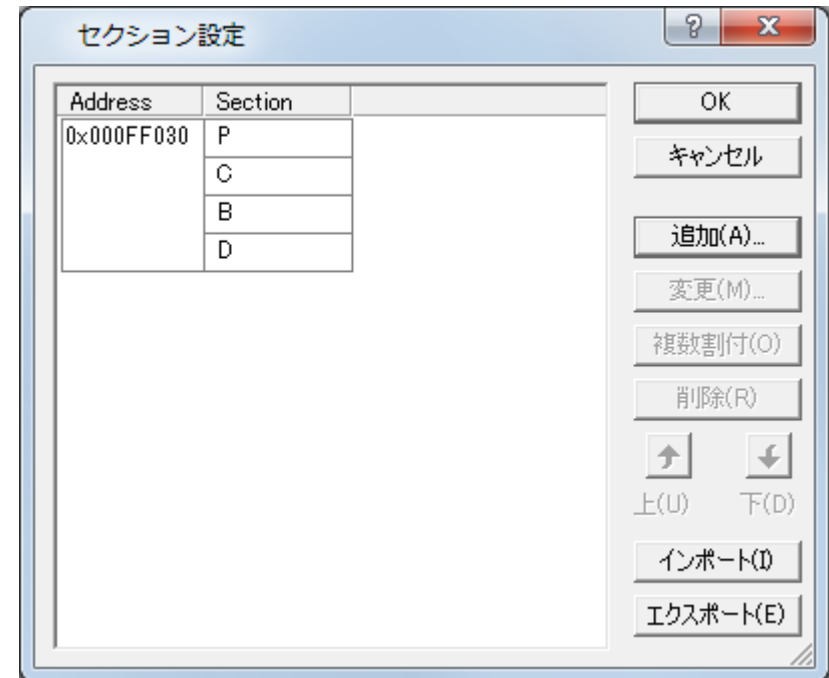 セクション設定
Address Section
0x000FF030 P
C
B
D
OK
キャンセル
追加(A)...
変更(M)...
複数割付(O)
削除(R)
上(U) 下(D)
インポート(I)
エクスポート(E)